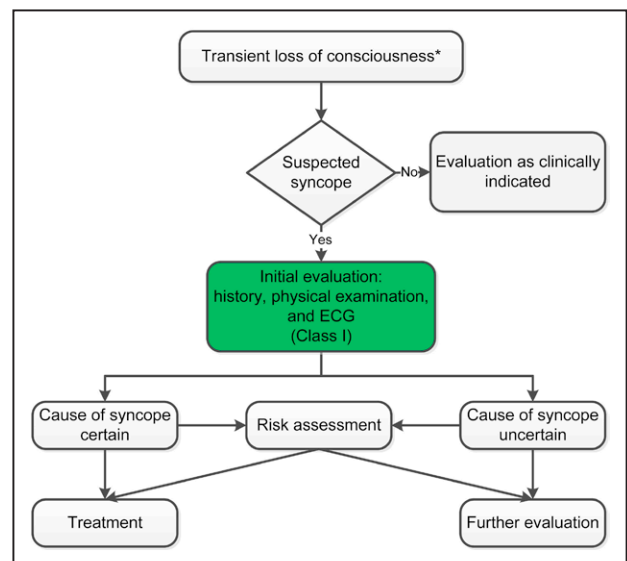 Transient loss of consciousness*
Suspected
syncope
No
Evaluation as clinically
indicated
Yes
Initial evaluation:
history, physical examination,
and ECG
(Class I)
Cause of syncope
certain
Risk assessment
Cause of syncope
uncertain
Treatment
Further evaluation